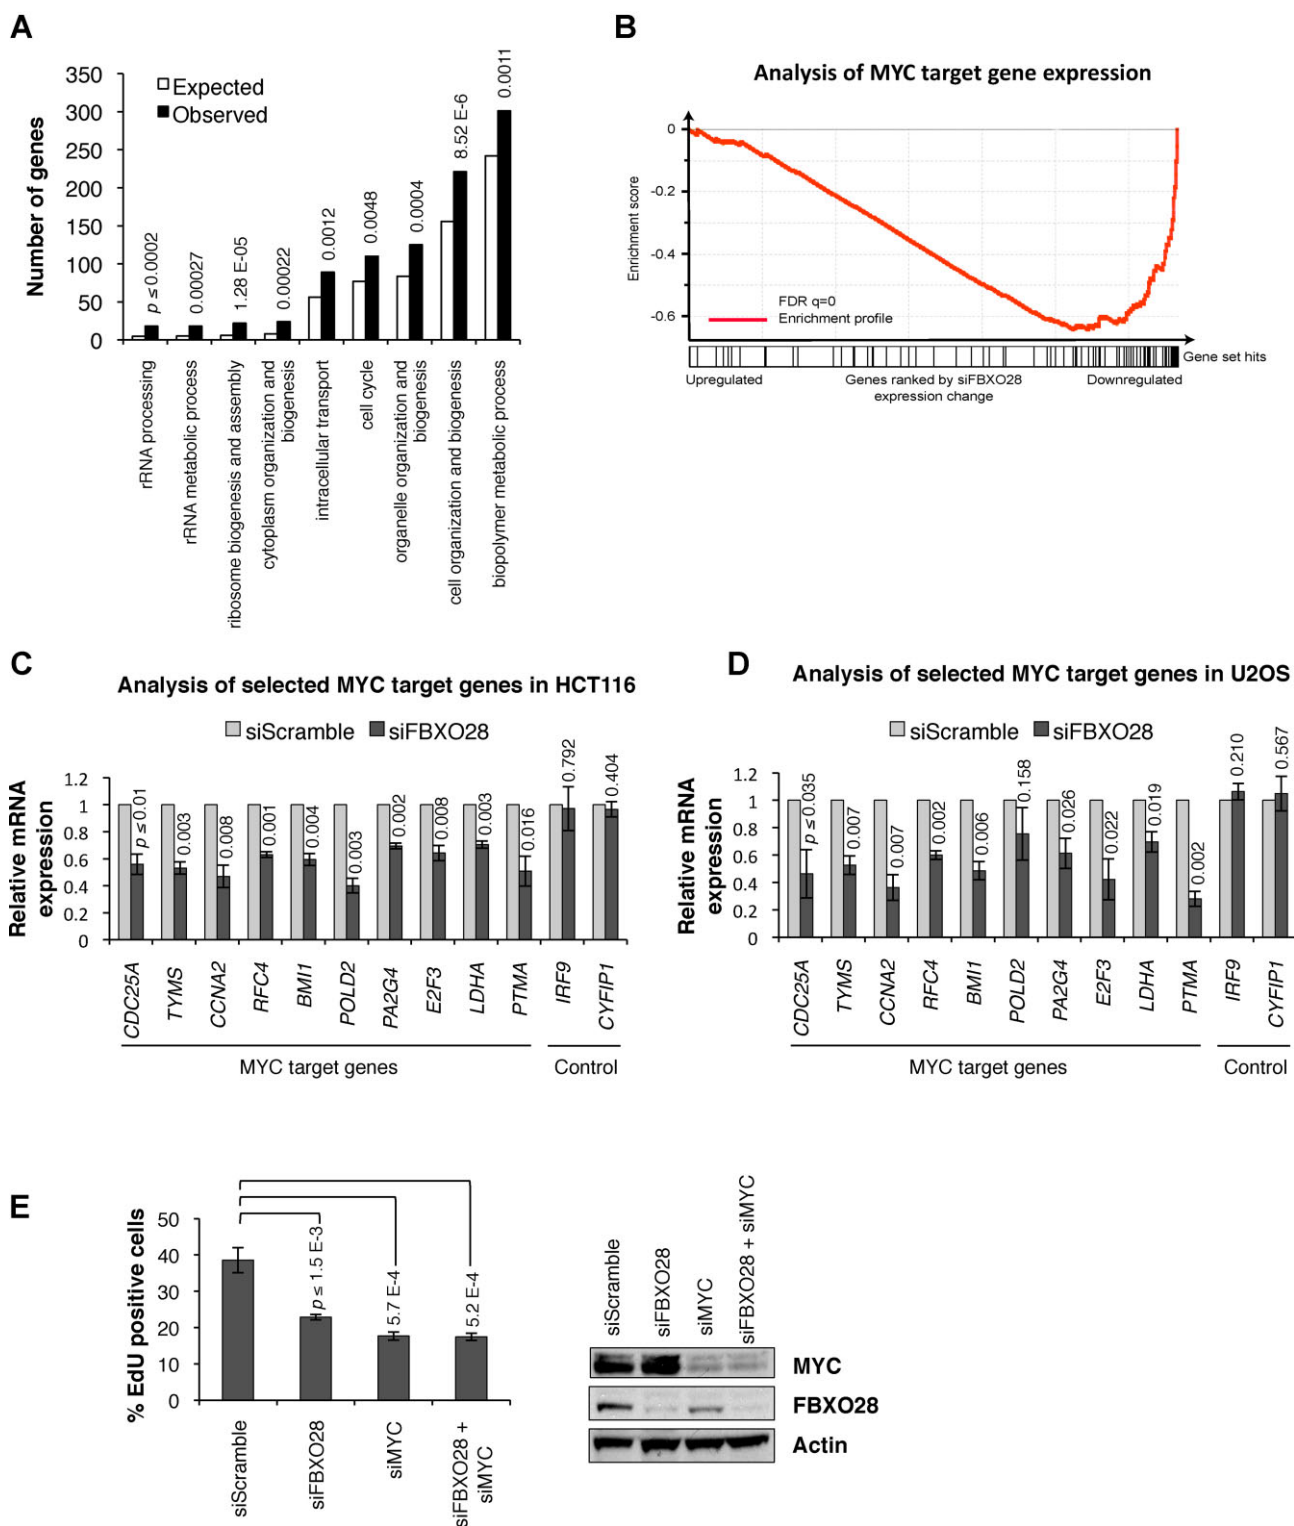 A
350
300
250
200
150
100
50
0
Number of genes
Expected
Observed
p ≤ 0.0002
0.00027
1.28 E-05
0.00022
0.0012
0.0048
0.0004
8.52 E-6
0.0011
rRNA processing
rRNA metabolic process
ribosome biogenesis and assembly
cytoplasm organization and
biogenesis
intracellular transport
cell cycle
organelle organization and
biogenesis
cell organization and biogenesis
biopolymer metabolic process
B
Analysis of MYC target gene expression
Enrichment score
0
-0.2
-0.4
-0.6
FDR q=0
Enrichment profile
Gene set hits
Upregulated
Genes ranked by siFBXO28
expression change
Downregulated
C
Analysis of selected MYC target genes in HCT116
siScramble
siFBXO28
Relative mRNA
expression
1.2
1
0.8
0.6
0.4
0.2
0
p ≤ 0.01
0.003
0.008
0.001
0.004
0.003
0.002
0.008
0.003
0.016
0.792
0.404
CDC25A
TYMS
CCNA2
RFC4
BMI1
POLD2
PA2G4
E2F3
LDHA
PTMA
IRF9
CYFIP1
MYC target genes
Control
D
Analysis of selected MYC target genes in U2OS
siScramble
siFBXO28
Relative mRNA
expression
1.2
1
0.8
0.6
0.4
0.2
0
p ≤ 0.035
0.007
0.007
0.002
0.006
0.158
0.026
0.022
0.019
0.002
0.210
0.567
CDC25A
TYMS
CCNA2
RFC4
BMI1
POLD2
PA2G4
E2F3
LDHA
PTMA
IRF9
CYFIP1
MYC target genes
Control
E
% EdU positive cells
50
40
30
20
10
0
p ≤ 1.5 E-3
5.7 E-4
5.2 E-4
siScramble
siFBXO28
siMYC
siFBXO28 +
siMYC
siScramble
siFBXO28
siMYC
siFBXO28 + siMYC
MYC
FBXO28
Actin